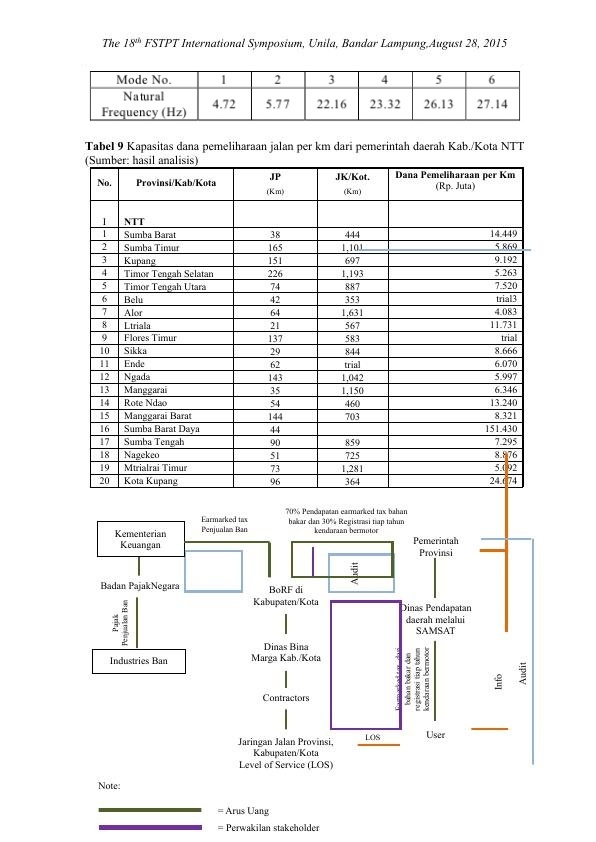 The 18th FSTPT International Symposium, Unila, Bandar Lampung,August 28, 2015
Mode No. 1 2 3 4 5 6
Natural Frequency (Hz) 4.72 5.77 22.16 23.32 26.13 27.14
Tabel 9 Kapasitas dana pemeliharaan jalan per km dari pemerintah daerah Kab./Kota NTT
(Sumber: hasil analisis)
No. Provinsi/Kab/Kota JP (Km) JK/Kot. (Km) Dana Pemeliharaan per Km (Rp. Juta)
I NTT
1 Sumba Barat 38 444 14.449
2 Sumba Timur 165 1,101 5.869
3 Kupang 151 697 9.192
4 Timor Tengah Selatan 226 1,193 5.263
5 Timor Tengah Utara 74 887 7.520
6 Belu 42 353 trial3
7 Alor 64 1,631 4.083
8 Ltriala 21 567 11.731
9 Flores Timur 137 583 trial
10 Sikka 29 844 8.666
11 Ende 62 trial 6.070
12 Ngada 143 1,042 5.997
13 Manggarai 35 1,150 6.346
14 Rote Ndao 54 460 13.240
15 Manggarai Barat 144 703 8.321
16 Sumba Barat Daya 44 151.430
17 Sumba Tengah 90 859 7.295
18 Nagekeo 51 725 8.876
19 Mtrialrai Timur 73 1,281 5.092
20 Kota Kupang 96 364 24.674
70% Pendapatan earmarked tax bahan
bakar dan 30% Registrasi tiap tahun
kendaraan bermotor
Earmarked tax
Penjualan Ban
Kementerian
Keuangan
Pemerintah
Provinsi
Audit
Badan PajakNegara
BoRF di
Kabupaten/Kota
Dinas Pendapatan
daerah melalui
SAMSAT
Pajak
Penjualan Ban
Dinas Bina
Marga Kab./Kota
Industries Ban
bahan bakar dan
registrasi tiap tahun
kendaraan bermotor
Info
Audit
Contractors
LOS
User
Jaringan Jalan Provinsi,
Kabupaten/Kota
Level of Service (LOS)
Note:
= Arus Uang
= Perwakilan stakeholder